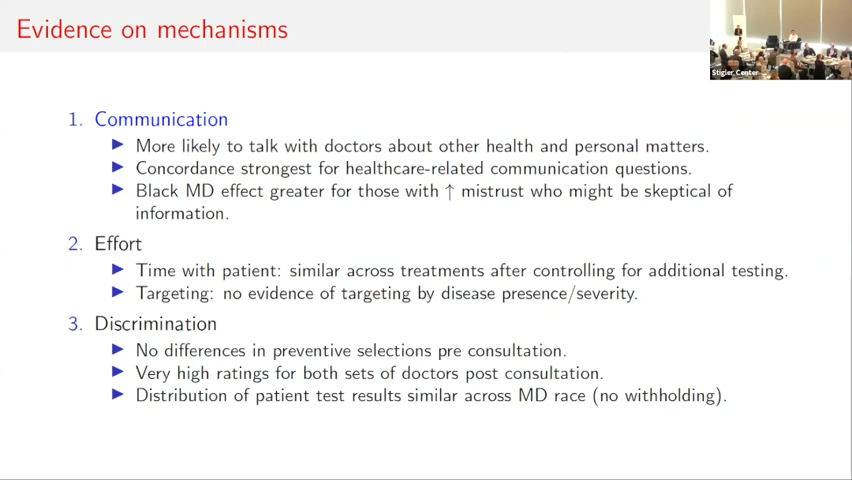 Evidence on mechanisms
Stigler Center
1. Communication
▶ More likely to talk with doctors about other health and personal matters.
▶ Concordance strongest for healthcare-related communication questions.
▶ Black MD effect greater for those with ↑ mistrust who might be skeptical of
information.
2. Effort
▶ Time with patient: similar across treatments after controlling for additional testing.
▶ Targeting: no evidence of targeting by disease presence/severity.
3. Discrimination
▶ No differences in preventive selections pre consultation.
▶ Very high ratings for both sets of doctors post consultation.
▶ Distribution of patient test results similar across MD race (no withholding).